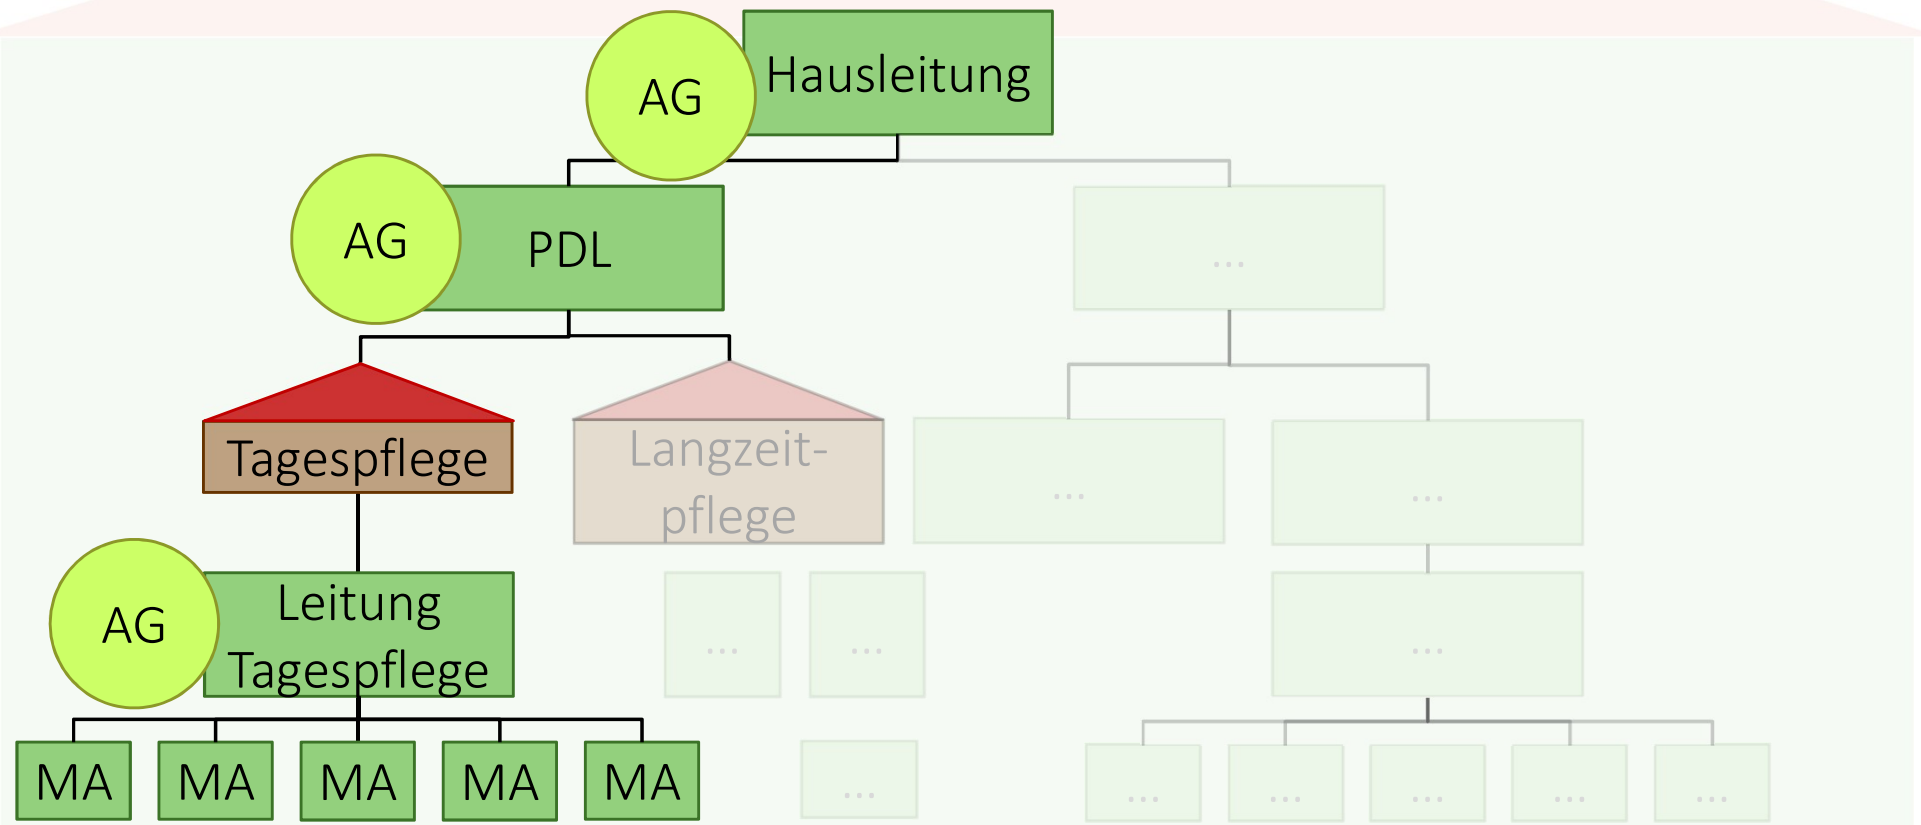 AG
Hausleitung
AG
PDL
...
Tagespflege
Langzeit-
pflege
...
...
AG
Leitung
Tagespflege
...
...
...
MA
MA
MA
MA
MA
...
...
...
...
...
...